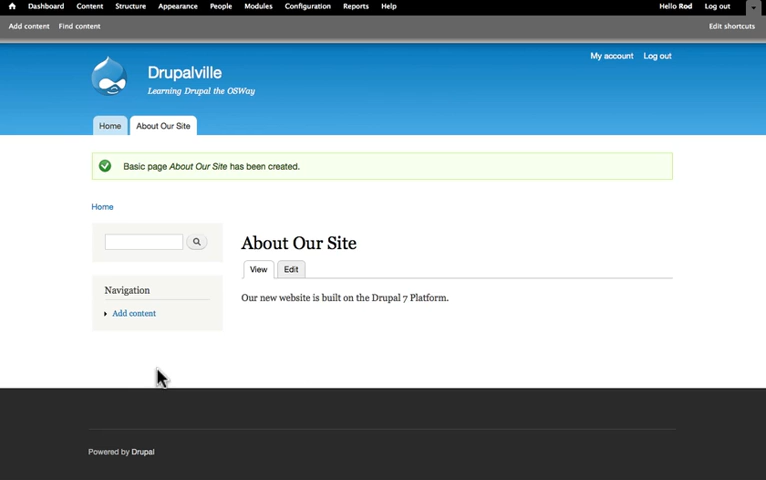 Dashboard Content Structure Appearance People Modules Configuration Reports Help Hello Rod Log out
Add content Find content Edit shortcuts
My account Log out
Drupalville
Learning Drupal the OSWay
Home About Our Site
Basic page About Our Site has been created.
Home
About Our Site
View Edit
Navigation
Add content
Our new website is built on the Drupal 7 Platform.
Powered by Drupal